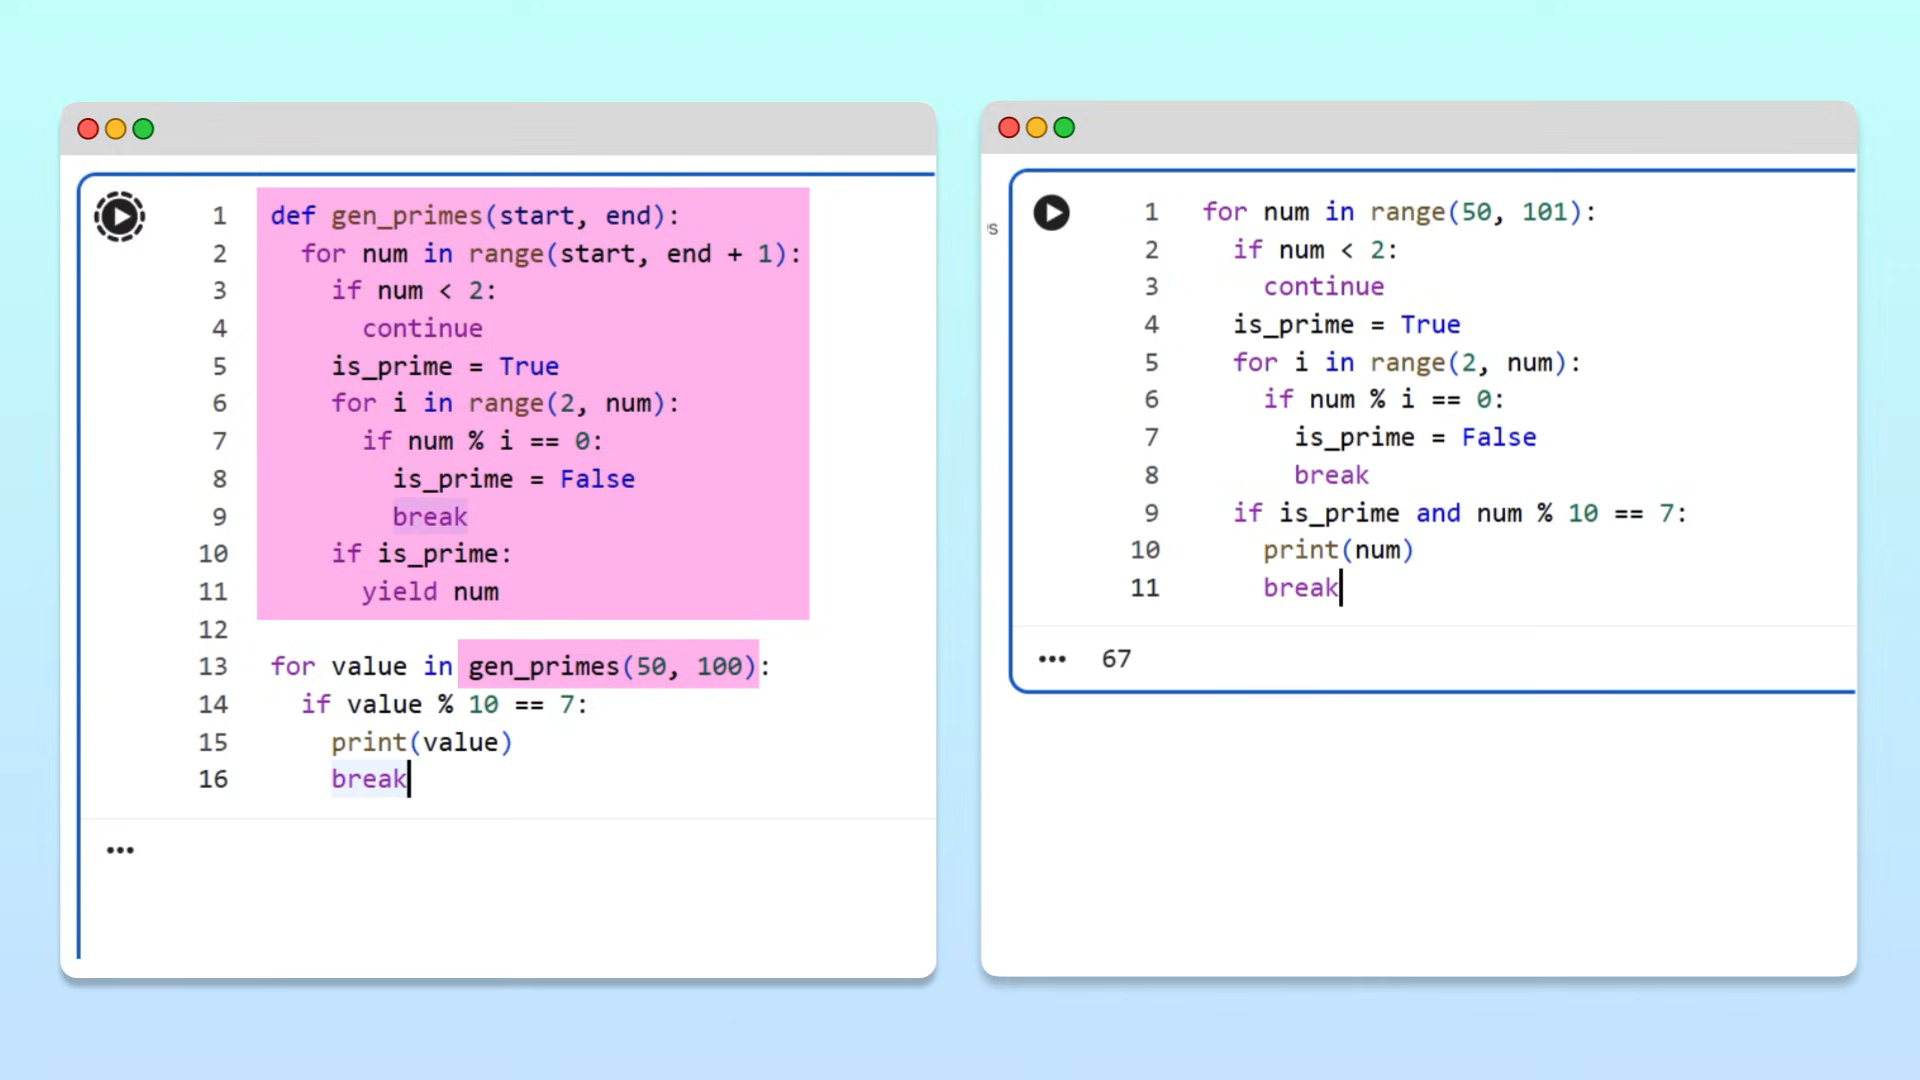 1 def gen_primes(start, end):
2 for num in range(start, end + 1):
3 if num < 2:
4 continue
5 is_prime = True
6 for i in range(2, num):
7 if num % i == 0:
8 is_prime = False
9 break
10 if is_prime:
11 yield num
12
13 for value in gen_primes(50, 100):
14 if value % 10 == 7:
15 print(value)
16 break
1 for num in range(50, 101):
2 if num < 2:
3 continue
4 is_prime = True
5 for i in range(2, num):
6 if num % i == 0:
7 is_prime = False
8 break
9 if is_prime and num % 10 == 7:
10 print(num)
11 break
67